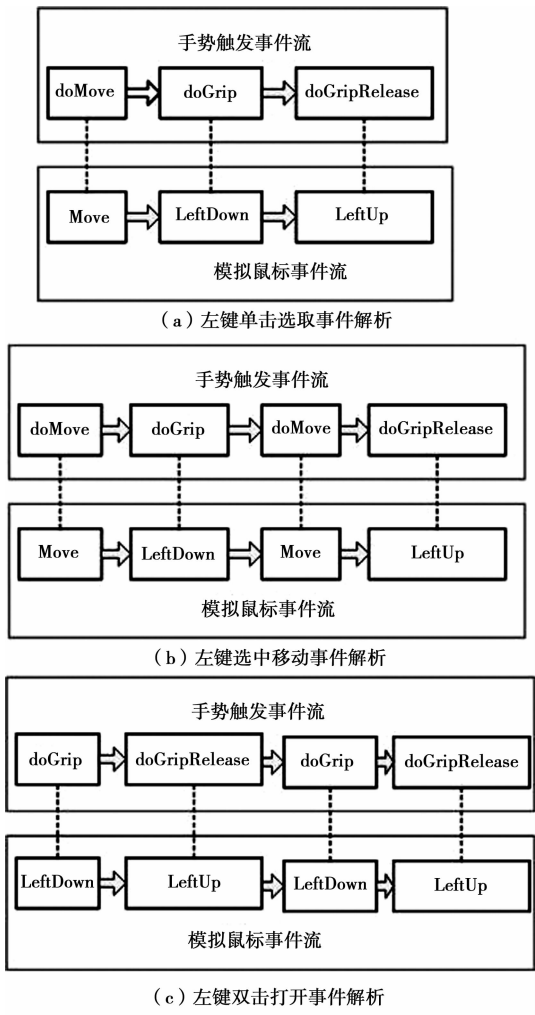 手势触发事件流
doMove doGrip doGripRelease
Move LeftDown LeftUp
模拟鼠标事件流
（a）左键单击选取事件解析
手势触发事件流
doMove doGrip doMove doGripRelease
Move LeftDown Move LeftUp
模拟鼠标事件流
（b）左键选中移动事件解析
手势触发事件流
doGrip doGripRelease doGrip doGripRelease
LeftDown LeftUp LeftDown LeftUp
模拟鼠标事件流
（c）左键双击打开事件解析